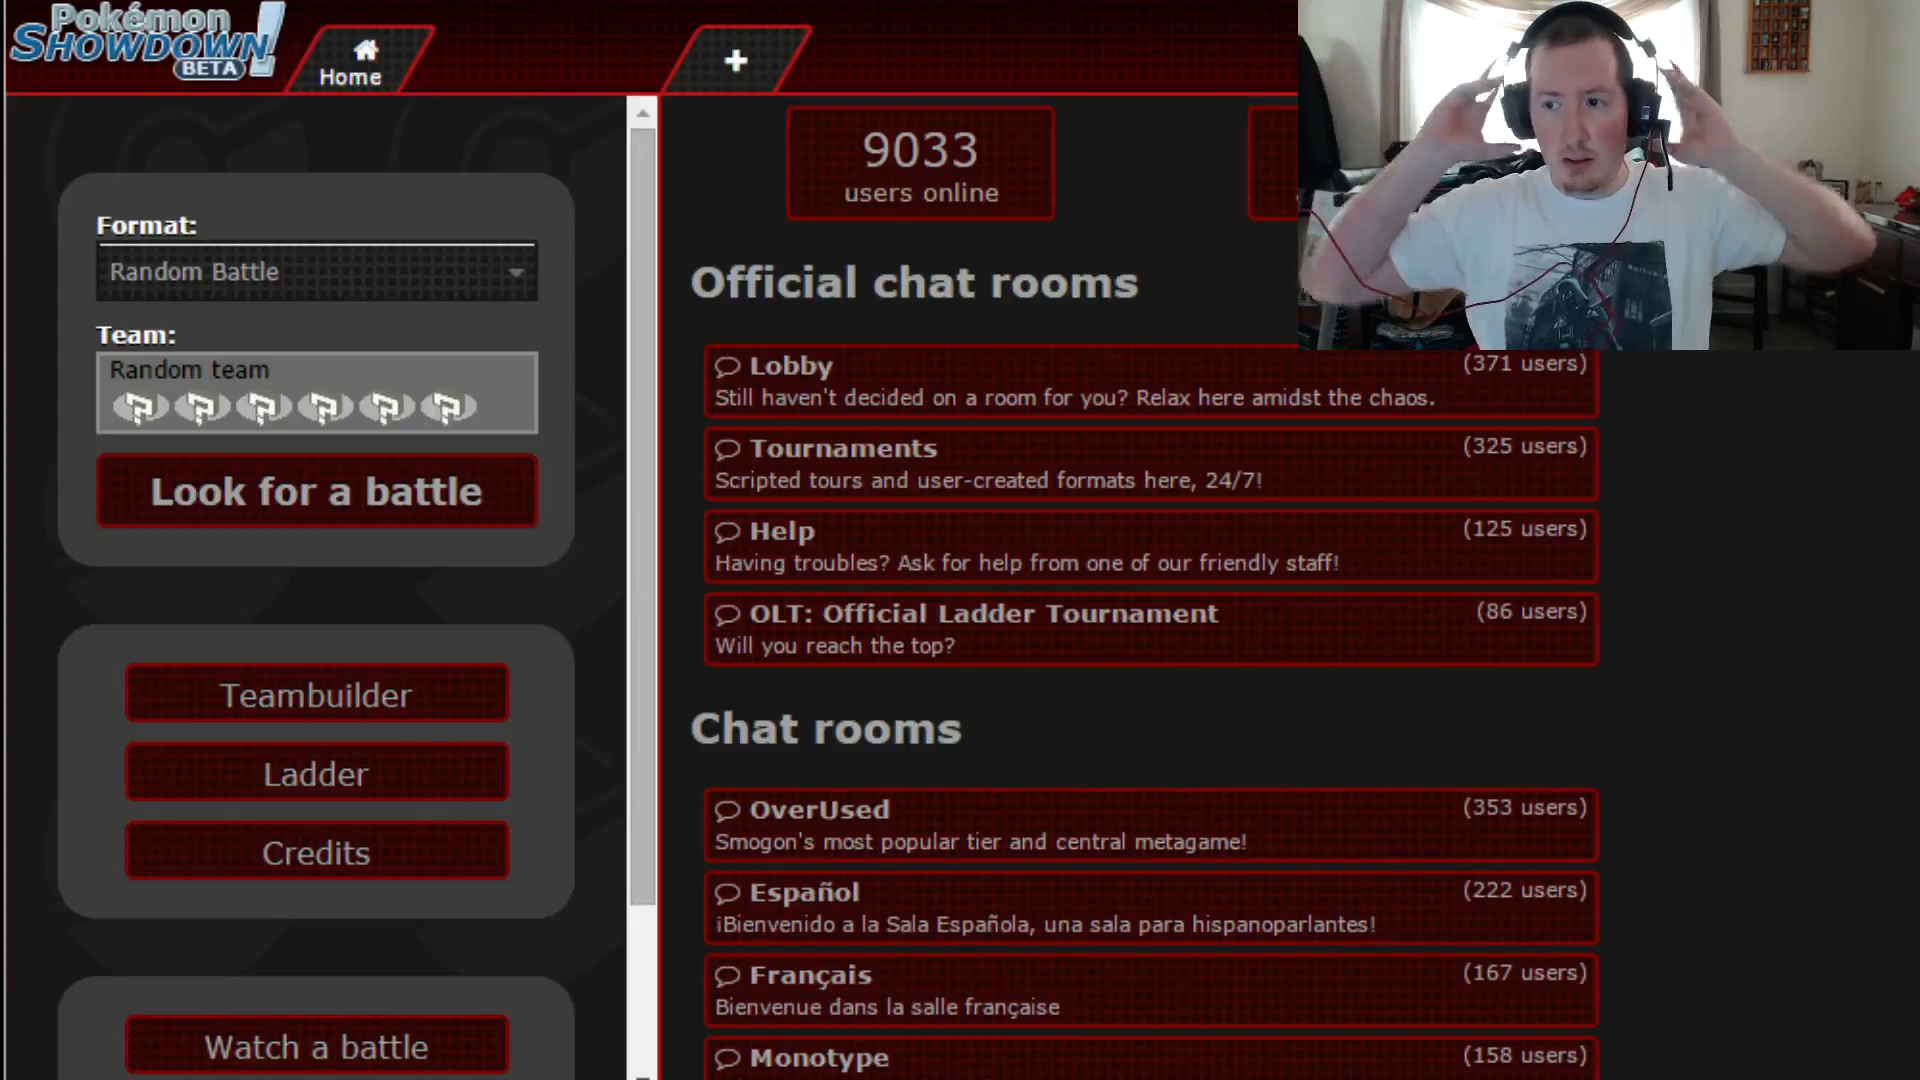 Pokémon
SHOWDOWN!
BETA
Home
+
Format:
Random Battle
Team:
Random team
? ? ? ? ? ?
Look for a battle
Teambuilder
Ladder
Credits
Watch a battle
9033
users online
Official chat rooms
Lobby (371 users)
Still haven't decided on a room for you? Relax here amidst the chaos.
Tournaments (325 users)
Scripted tours and user-created formats here, 24/7!
Help (125 users)
Having troubles? Ask for help from one of our friendly staff!
OLT: Official Ladder Tournament (86 users)
Will you reach the top?
Chat rooms
OverUsed (353 users)
Smogon's most popular tier and central metagame!
Español (222 users)
¡Bienvenido a la Sala Española, una sala para hispanoparlantes!
Français (167 users)
Bienvenue dans la salle française
Monotype (158 users)